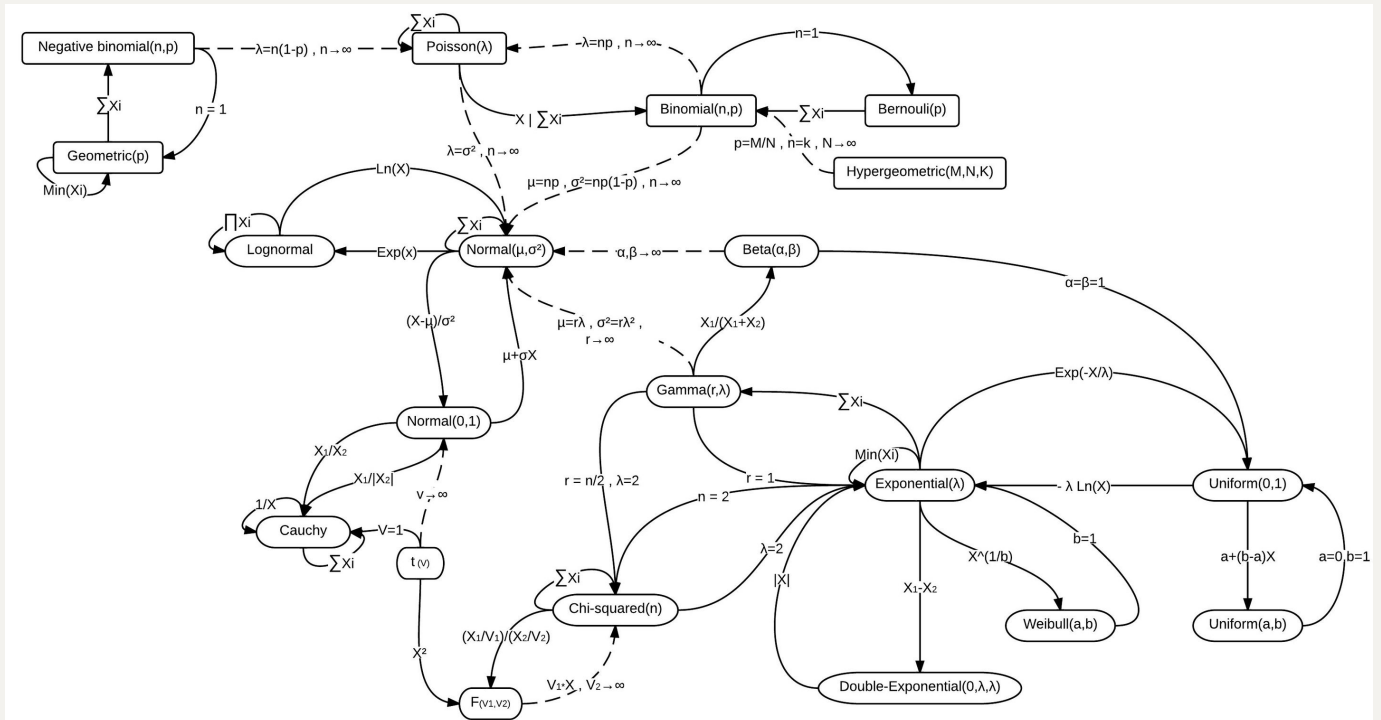 ∑Xi
Negative binomial(n,p)
λ=n(1-p) , n→∞
Poisson(λ)
λ=np , n→∞
n=1
∑Xi
n = 1
X | ∑Xi
Binomial(n,p)
∑Xi
Bernouli(p)
Geometric(p)
Min(Xi)
λ=σ² , n→∞
p=M/N , n=k , N→∞
Hypergeometric(M,N,K)
Ln(X)
μ=np , σ²=np(1-p) , n→∞
∏Xi
Lognormal
Exp(x)
∑Xi
Normal(μ,σ²)
α,β→∞
Beta(α,β)
α=β=1
(X-μ)/σ²
μ=rλ , σ²=rλ² ,
r→∞
X₁/(X₁+X₂)
μ+σX
Gamma(r,λ)
∑Xi
Exp(-X/λ)
Normal(0,1)
X₁/X₂
X₁/|X₂|
v→∞
r = n/2 , λ=2
r = 1
n = 2
Min(Xi)
Exponential(λ)
- λ Ln(X)
Uniform(0,1)
1/X
Cauchy
∑Xi
V=1
t (V)
λ=2
|X|
X₁-X₂
X^(1/b)
b=1
a+(b-a)X
a=0,b=1
∑Xi
Chi-squared(n)
Weibull(a,b)
Uniform(a,b)
(X₁/V₁)/(X₂/V₂)
X²
V₁*X , V₂→∞
F(V1,V2)
Double-Exponential(0,λ,λ)